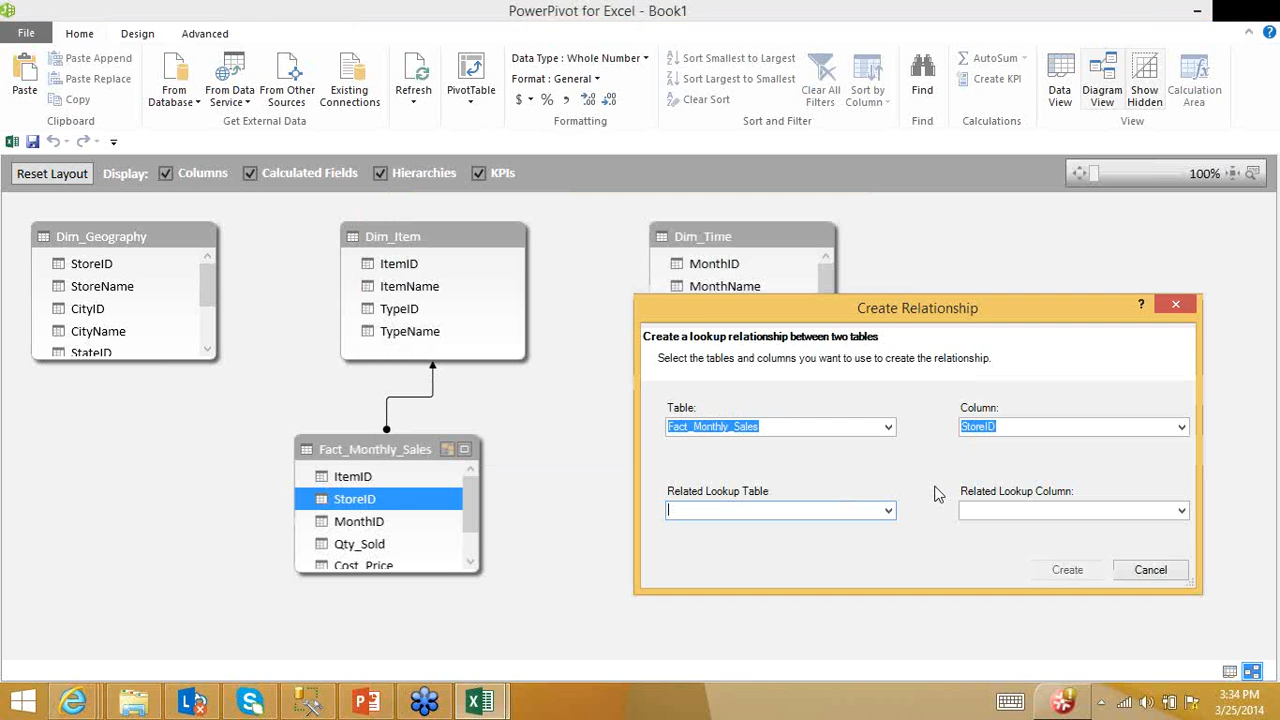 PowerPivot for Excel - Book1
File
Home
Design
Advanced
Paste
Paste Append
Paste Replace
Copy
Clipboard
From Database
From Data Service
From Other Sources
Existing Connections
Get External Data
Refresh
PivotTable
Data Type : Whole Number
Format : General
$ % ,
.00
.00
Formatting
Sort Smallest to Largest
Sort Largest to Smallest
Clear Sort
Clear All Filters
Sort by Column
Sort and Filter
Find
Find
AutoSum
Create KPI
Calculations
Data View
Diagram View
Show Hidden
Calculation Area
View
Reset Layout
Display:
Columns
Calculated Fields
Hierarchies
KPIs
100%
Dim_Geography
StoreID
StoreName
CityID
CityName
StateID
Dim_Item
ItemID
ItemName
TypeID
TypeName
Dim_Time
MonthID
MonthName
Fact_Monthly_Sales
ItemID
StoreID
MonthID
Qty_Sold
Cost_Price
Create Relationship
?
Create a lookup relationship between two tables
Select the tables and columns you want to use to create the relationship.
Table:
Column:
Fact_Monthly_Sales
StoreID
Related Lookup Table
Related Lookup Column:
Create
Cancel
3:34 PM
3/25/2014